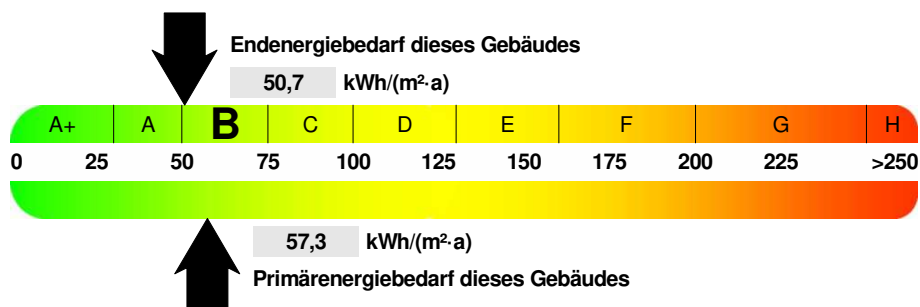 Endenergiebedarf dieses Gebäudes
50,7 kWh/(m²·a)
A+ A B C D E F G H
0 25 50 75 100 125 150 175 200 225 >250
57,3 kWh/(m²·a)
Primärenergiebedarf dieses Gebäudes